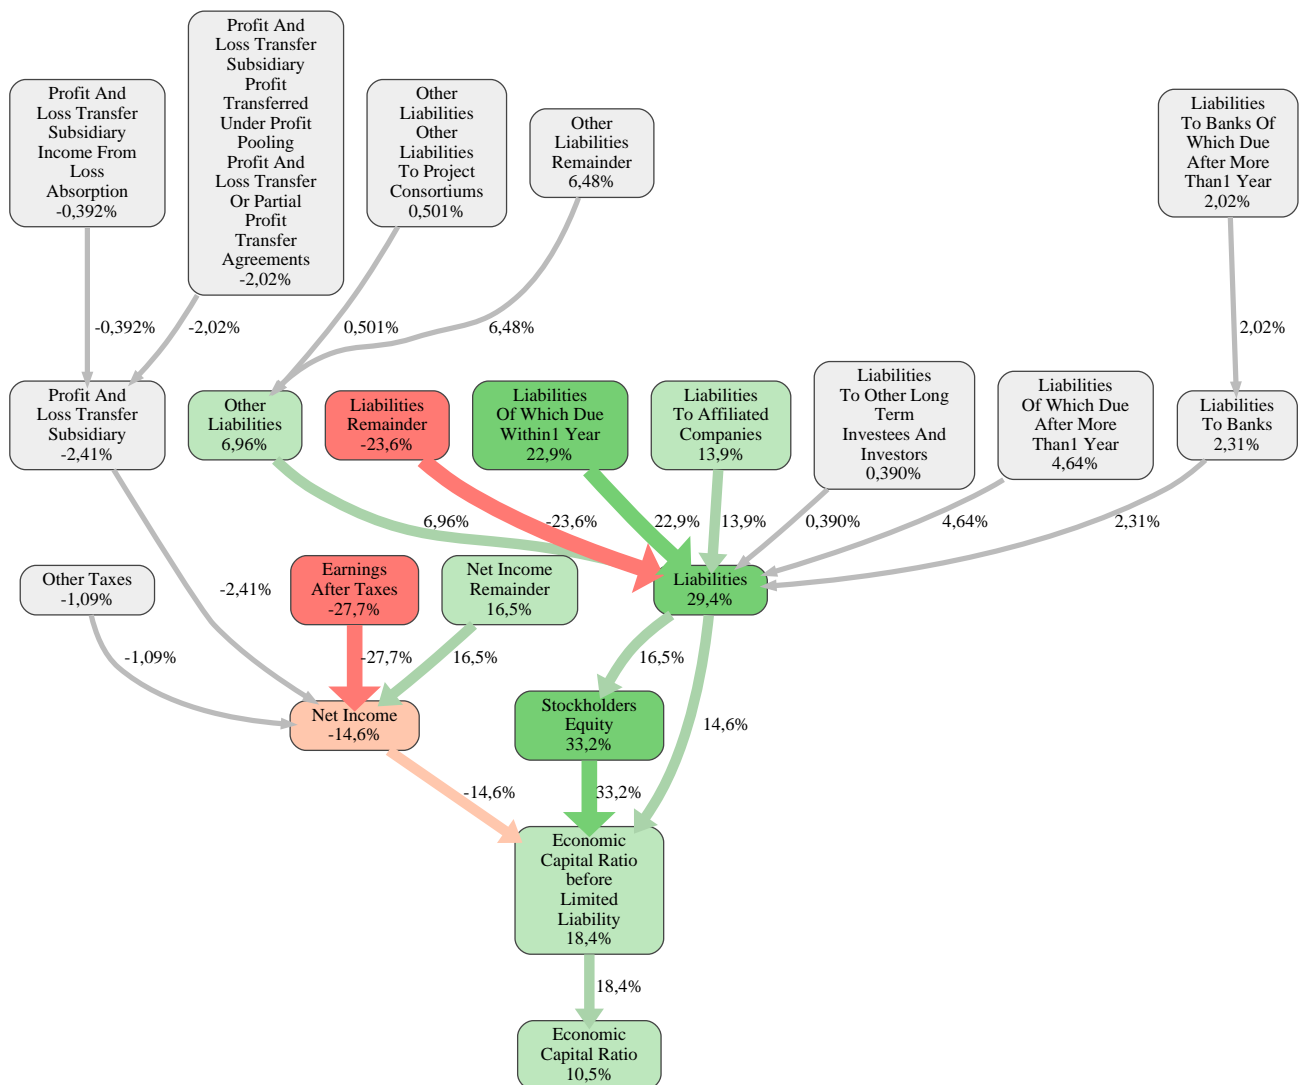 Profit And
Loss Transfer
Subsidiary
Income From
Loss
Absorption
-0,392%
Profit And
Loss Transfer
Subsidiary
Profit
Transferred
Under Profit
Pooling
Profit And
Loss Transfer
Or Partial
Profit
Transfer
Agreements
-2,02%
Other
Liabilities
Other
Liabilities
To Project
Consortiums
0,501%
Other
Liabilities
Remainder
6,48%
Liabilities
To Banks Of
Which Due
After More
Than1 Year
2,02%
-0,392%
-2,02%
0,501%
6,48%
2,02%
Profit And
Loss Transfer
Subsidiary
-2,41%
Other
Liabilities
6,96%
Liabilities
Remainder
-23,6%
Liabilities
Of Which Due
Within1 Year
22,9%
Liabilities
To Affiliated
Companies
13,9%
Liabilities
To Other Long
Term
Investees And
Investors
0,390%
Liabilities
Of Which Due
After More
Than1 Year
4,64%
Liabilities
To Banks
2,31%
6,96%
-23,6%
22,9%
13,9%
0,390%
4,64%
2,31%
Other Taxes
-1,09%
-2,41%
Earnings
After Taxes
-27,7%
Net Income
Remainder
16,5%
Liabilities
29,4%
-1,09%
-27,7%
16,5%
16,5%
Net Income
-14,6%
Stockholders
Equity
33,2%
14,6%
-14,6%
33,2%
Economic
Capital Ratio
before
Limited
Liability
18,4%
18,4%
Economic
Capital Ratio
10,5%